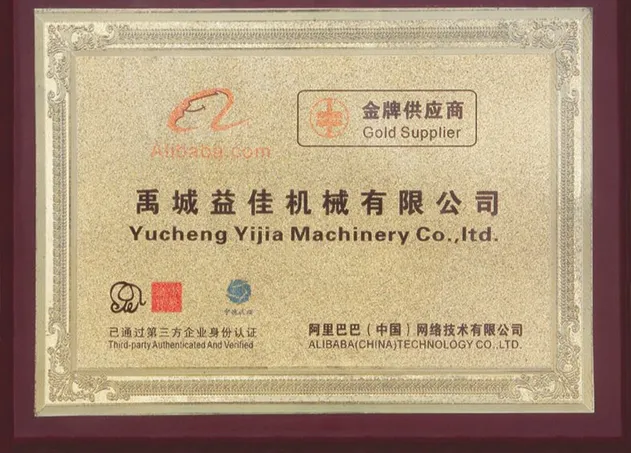 Alibaba.com
金牌供应商
Gold Supplier
禹城益佳机械有限公司
Yucheng Yijia Machinery Co.,ltd.
已通过第三方企业身份认证
Third-party Authenticated And Verified
阿里巴巴（中国）网络技术有限公司
ALIBABA(CHINA)TECHNOLOGY CO.,LTD.